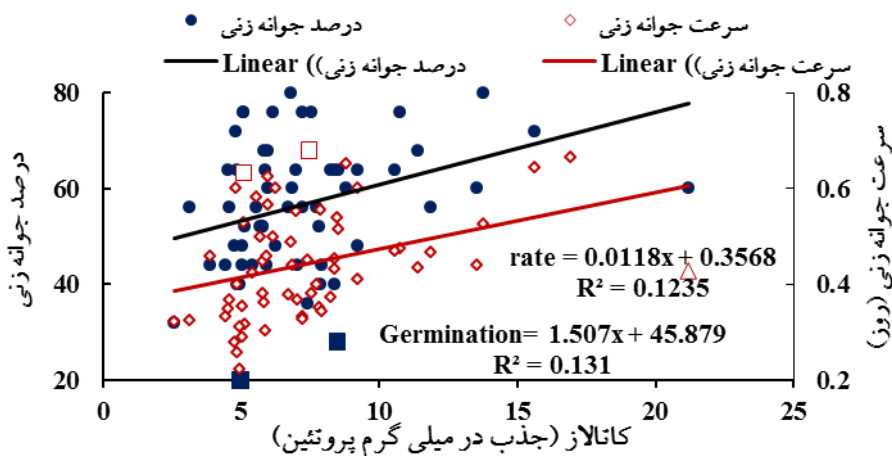 درصد جوانه زنی
سرعت جوانه زنی
Linear ((درصد جوانه زنی
Linear ((سرعت جوانه زنی
80
60
40
20
درصد جوانه زنی
0.8
0.6
0.4
0.2
سرعت جوانه زنی (روز)
rate = 0.0118x + 0.3568
R² = 0.1235
Germination= 1.507x + 45.879
R² = 0.131
0 5 10 15 20 25
کاتالاز (جذب در میلی گرم پروتئین)